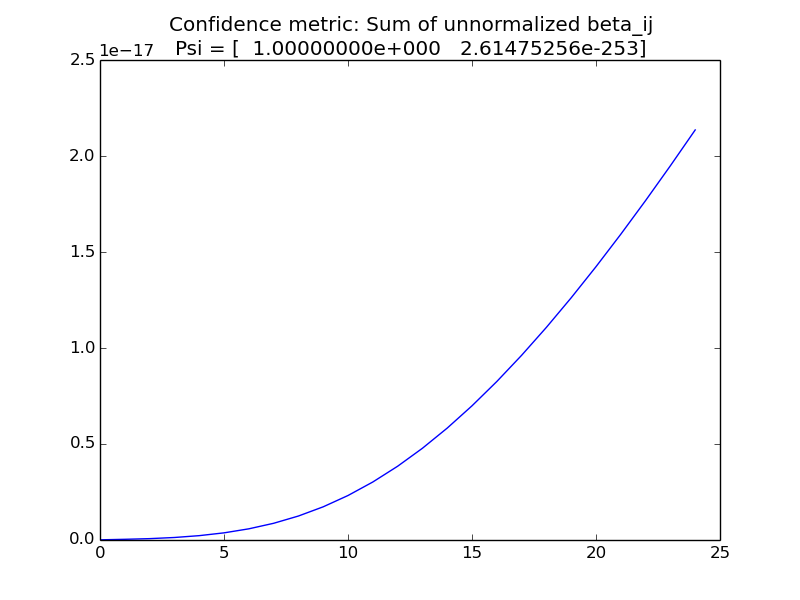 Confidence metric: Sum of unnormalized beta_ij
Psi = [  1.00000000e+000   2.61475256e-253]
1e−17
2.5
2.0
1.5
1.0
0.5
0.0
0 5 10 15 20 25